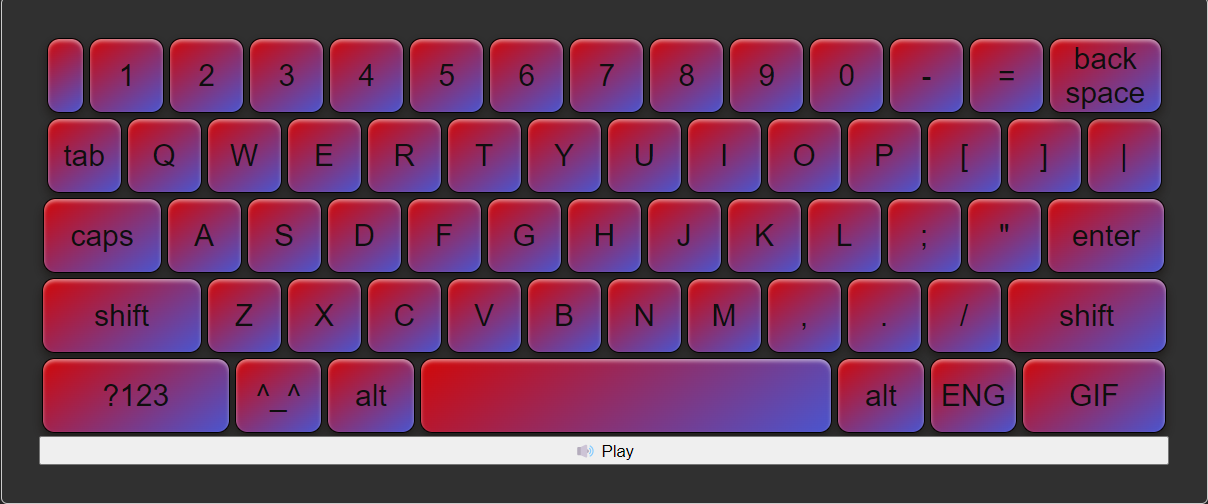 1 2 3 4 5 6 7 8 9 0 - = back space
tab Q W E R T Y U I O P [ ] |
caps A S D F G H J K L ; " enter
shift Z X C V B N M , . / shift
?123 ^_^ alt alt ENG GIF
Play